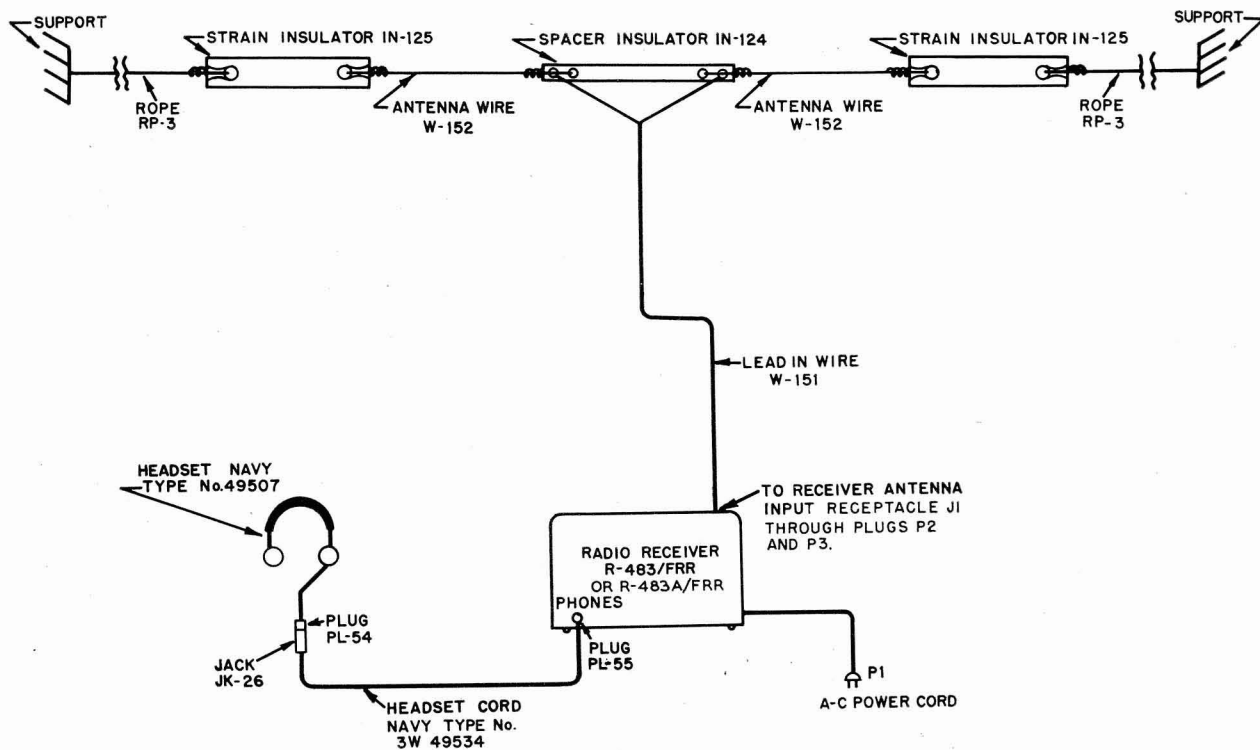 SUPPORT
STRAIN INSULATOR IN-125
SPACER INSULATOR IN-124
STRAIN INSULATOR IN-125
SUPPORT
ROPE
RP-3
ANTENNA WIRE
W-152
ANTENNA WIRE
W-152
ROPE
RP-3
LEAD IN WIRE
W-151
HEADSET NAVY
TYPE No.49507
TO RECEIVER ANTENNA
INPUT RECEPTACLE J1
THROUGH PLUGS P2
AND P3.
RADIO RECEIVER
R-483/FRR
OR R-483A/FRR
PHONES
PLUG
PL-54
JACK
JK-26
PLUG
PL-55
P1
A-C POWER CORD
HEADSET CORD
NAVY TYPE No.
3W 49534